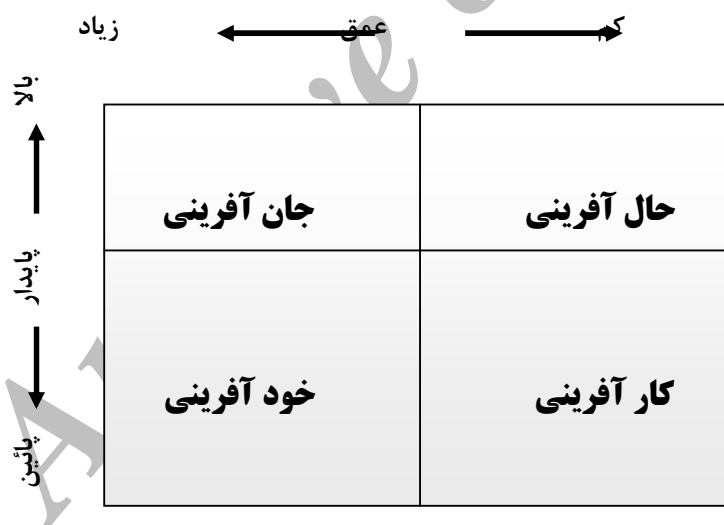 کم عمق زیاد
بالا
حال آفرینی جان آفرینی
پایدار
کار آفرینی خود آفرینی
پائین